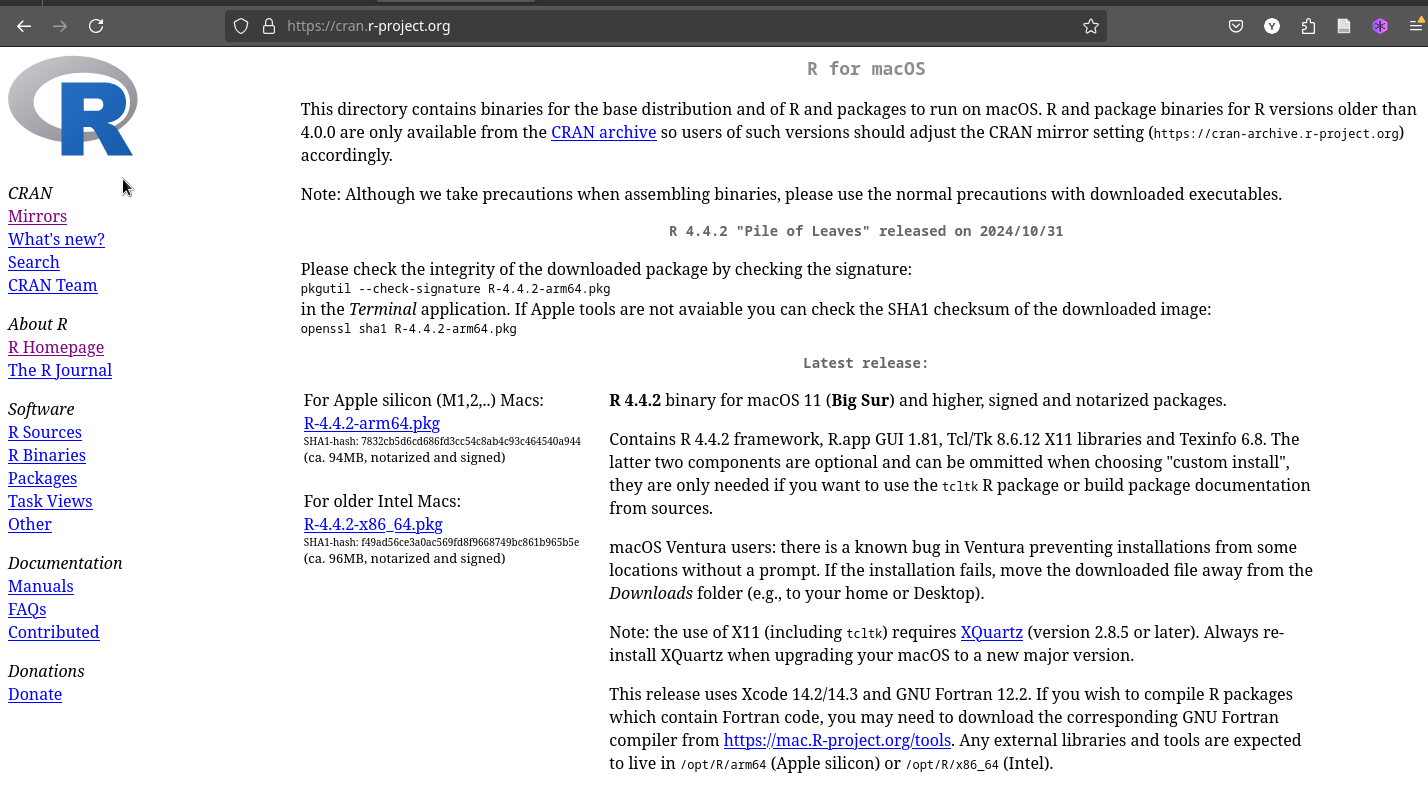 https://cran.r-project.org
Y
R
CRAN
Mirrors
What's new?
Search
CRAN Team
About R
R Homepage
The R Journal
Software
R Sources
R Binaries
Packages
Task Views
Other
Documentation
Manuals
FAQs
Contributed
Donations
Donate
R for macOS
This directory contains binaries for the base distribution and of R and packages to run on macOS. R and package binaries for R versions older than
4.0.0 are only available from the CRAN archive so users of such versions should adjust the CRAN mirror setting (https://cran-archive.r-project.org)
accordingly.
Note: Although we take precautions when assembling binaries, please use the normal precautions with downloaded executables.
R 4.4.2 "Pile of Leaves" released on 2024/10/31
Please check the integrity of the downloaded package by checking the signature:
pkgutil --check-signature R-4.4.2-arm64.pkg
in the Terminal application. If Apple tools are not avaiable you can check the SHA1 checksum of the downloaded image:
openssl sha1 R-4.4.2-arm64.pkg
Latest release:
For Apple silicon (M1,2,..) Macs:
R-4.4.2-arm64.pkg
SHA1-hash: 7832cb5d6cd686fd3cc54c8ab4c93c464540a944
(ca. 94MB, notarized and signed)
For older Intel Macs:
R-4.4.2-x86_64.pkg
SHA1-hash: f49ad56ce3a0ac569fd8f9668749bc861b965b5e
(ca. 96MB, notarized and signed)
R 4.4.2 binary for macOS 11 (Big Sur) and higher, signed and notarized packages.
Contains R 4.4.2 framework, R.app GUI 1.81, Tcl/Tk 8.6.12 X11 libraries and Texinfo 6.8. The
latter two components are optional and can be ommitted when choosing "custom install",
they are only needed if you want to use the tcltk R package or build package documentation
from sources.
macOS Ventura users: there is a known bug in Ventura preventing installations from some
locations without a prompt. If the installation fails, move the downloaded file away from the
Downloads folder (e.g., to your home or Desktop).
Note: the use of X11 (including tcltk) requires XQuartz (version 2.8.5 or later). Always re-
install XQuartz when upgrading your macOS to a new major version.
This release uses Xcode 14.2/14.3 and GNU Fortran 12.2. If you wish to compile R packages
which contain Fortran code, you may need to download the corresponding GNU Fortran
compiler from https://mac.R-project.org/tools. Any external libraries and tools are expected
to live in /opt/R/arm64 (Apple silicon) or /opt/R/x86_64 (Intel).